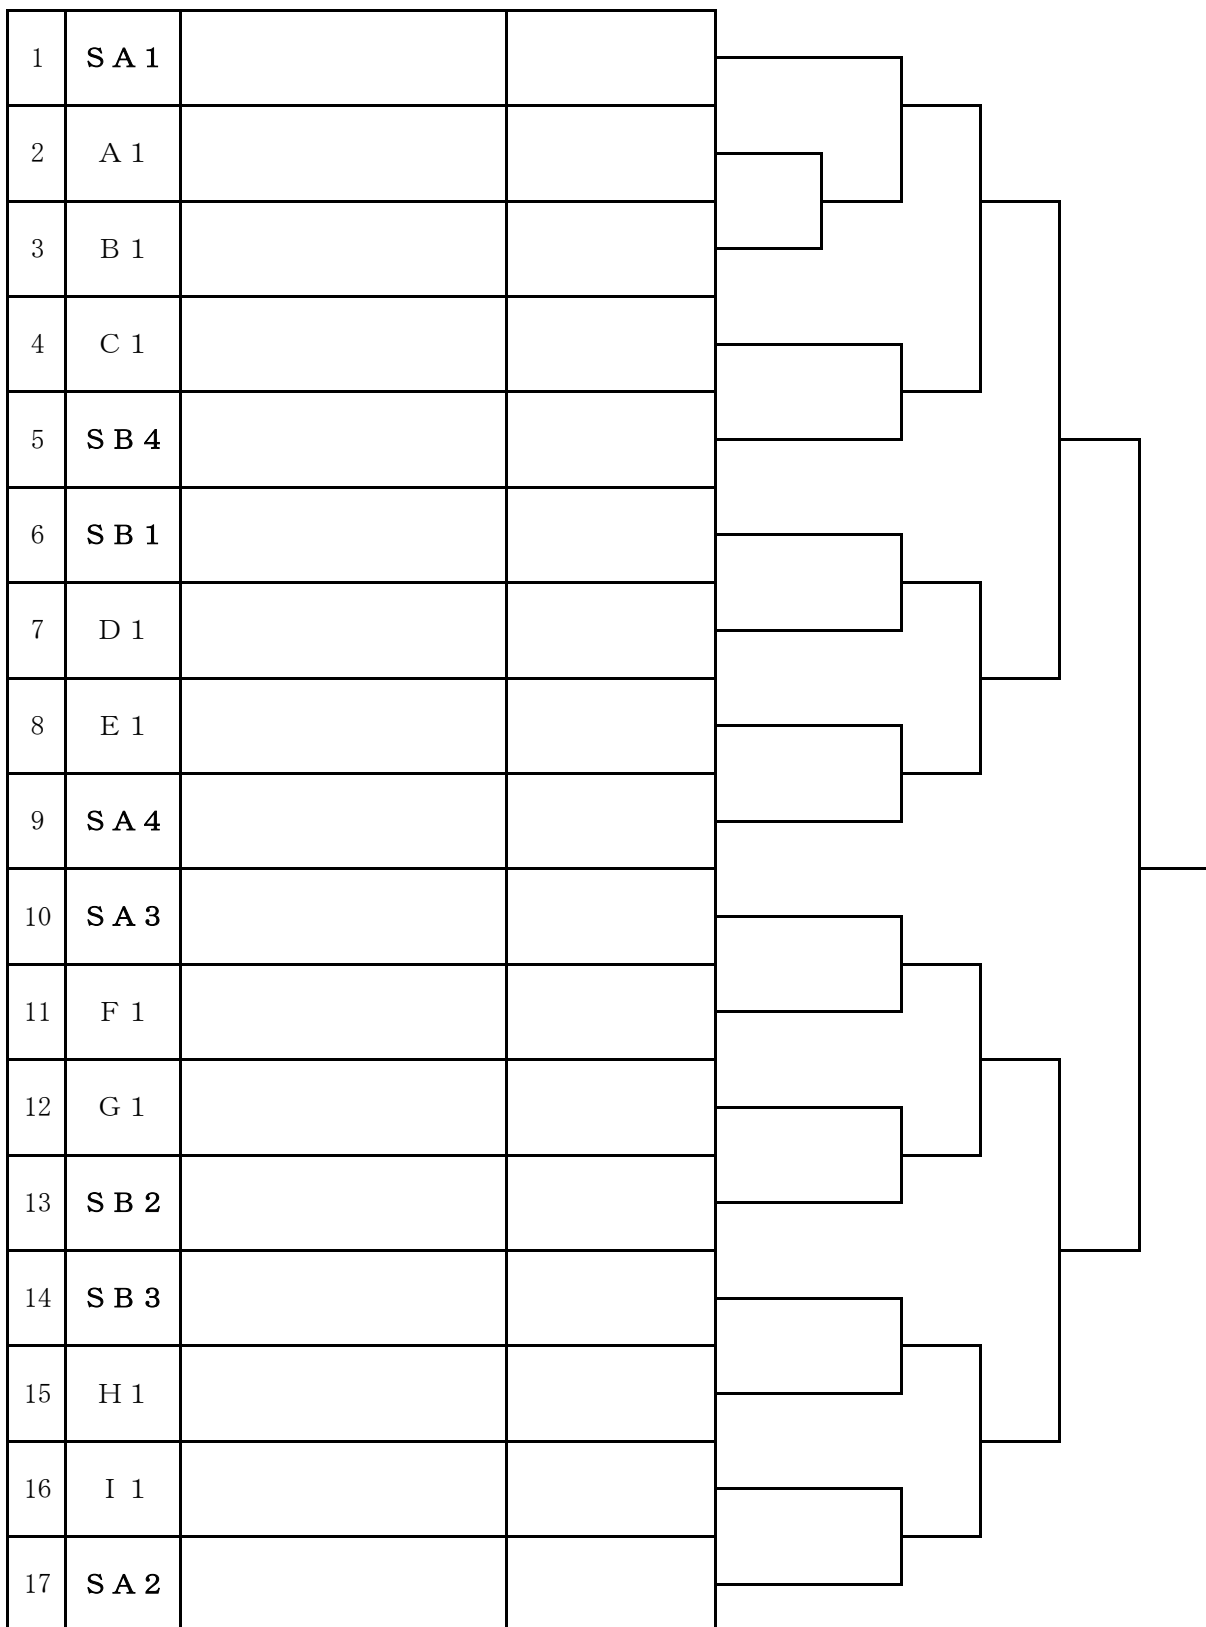 1 ＳＡ１
2 Ａ１
3 Ｂ１
4 Ｃ１
5 ＳＢ４
6 ＳＢ１
7 Ｄ１
8 Ｅ１
9 ＳＡ４
10 ＳＡ３
11 Ｆ１
12 Ｇ１
13 ＳＢ２
14 ＳＢ３
15 Ｈ１
16 Ｉ１
17 ＳＡ２